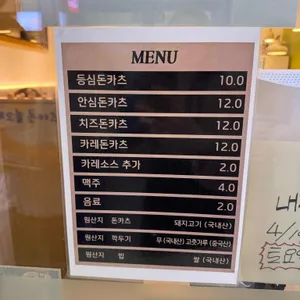 MENU
등심돈카츠 10.0
안심돈카츠 12.0
치즈돈카츠 12.0
카레돈카츠 12.0
카레소스 추가 2.0
맥주 4.0
음료 2.0
원산지 돈카츠 돼지고기 (국내산)
원산지 깍두기 무 (국내산) 고춧가루 (중국산)
원산지 밥 쌀 (국내산)
4/1